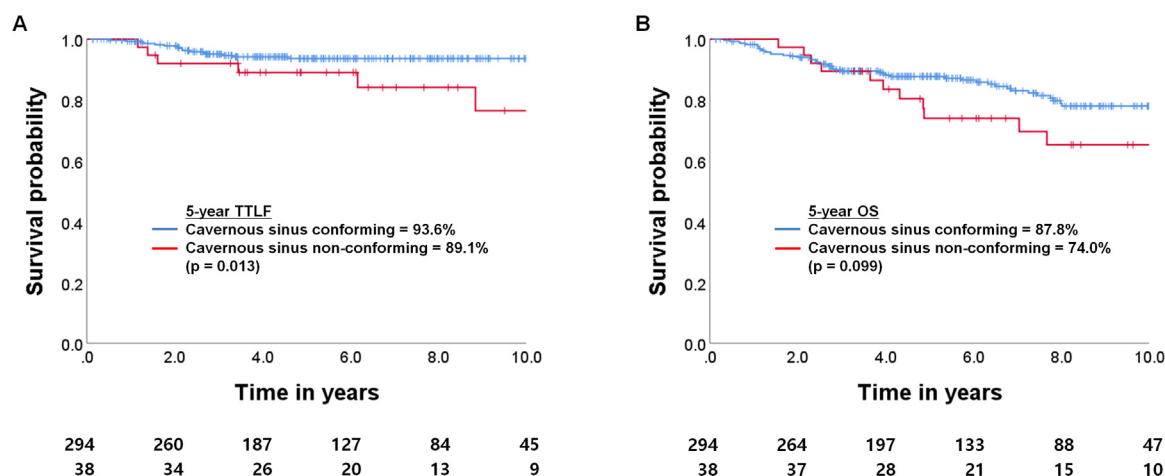 A
Survival probability
1.0
0.8
0.6
0.4
0.2
0.0
5-year TTLF
Cavernous sinus conforming = 93.6%
Cavernous sinus non-conforming = 89.1%
(p = 0.013)
.0 2.0 4.0 6.0 8.0 10.0
Time in years
294 260 187 127 84 45
38 34 26 20 13 9
B
Survival probability
1.0
0.8
0.6
0.4
0.2
0.0
5-year OS
Cavernous sinus conforming = 87.8%
Cavernous sinus non-conforming = 74.0%
(p = 0.099)
.0 2.0 4.0 6.0 8.0 10.0
Time in years
294 264 197 133 88 47
38 37 28 21 15 10